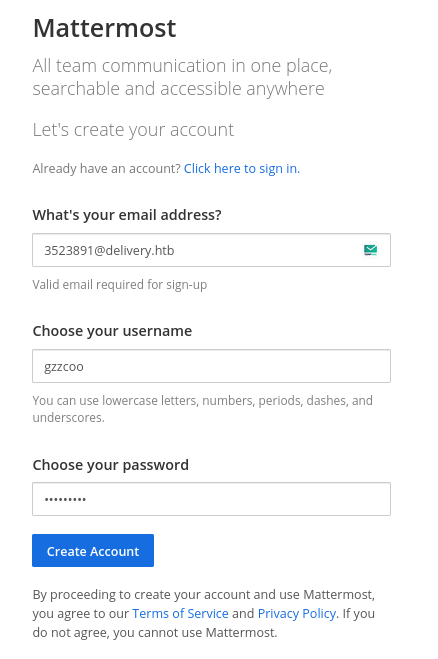 Mattermost
All team communication in one place,
searchable and accessible anywhere
Let's create your account
Already have an account? Click here to sign in.
What's your email address?
3523891@delivery.htb
Valid email required for sign-up
Choose your username
gzzcoo
You can use lowercase letters, numbers, periods, dashes, and
underscores.
Choose your password
•••••••••
Create Account
By proceeding to create your account and use Mattermost,
you agree to our Terms of Service and Privacy Policy. If you
do not agree, you cannot use Mattermost.